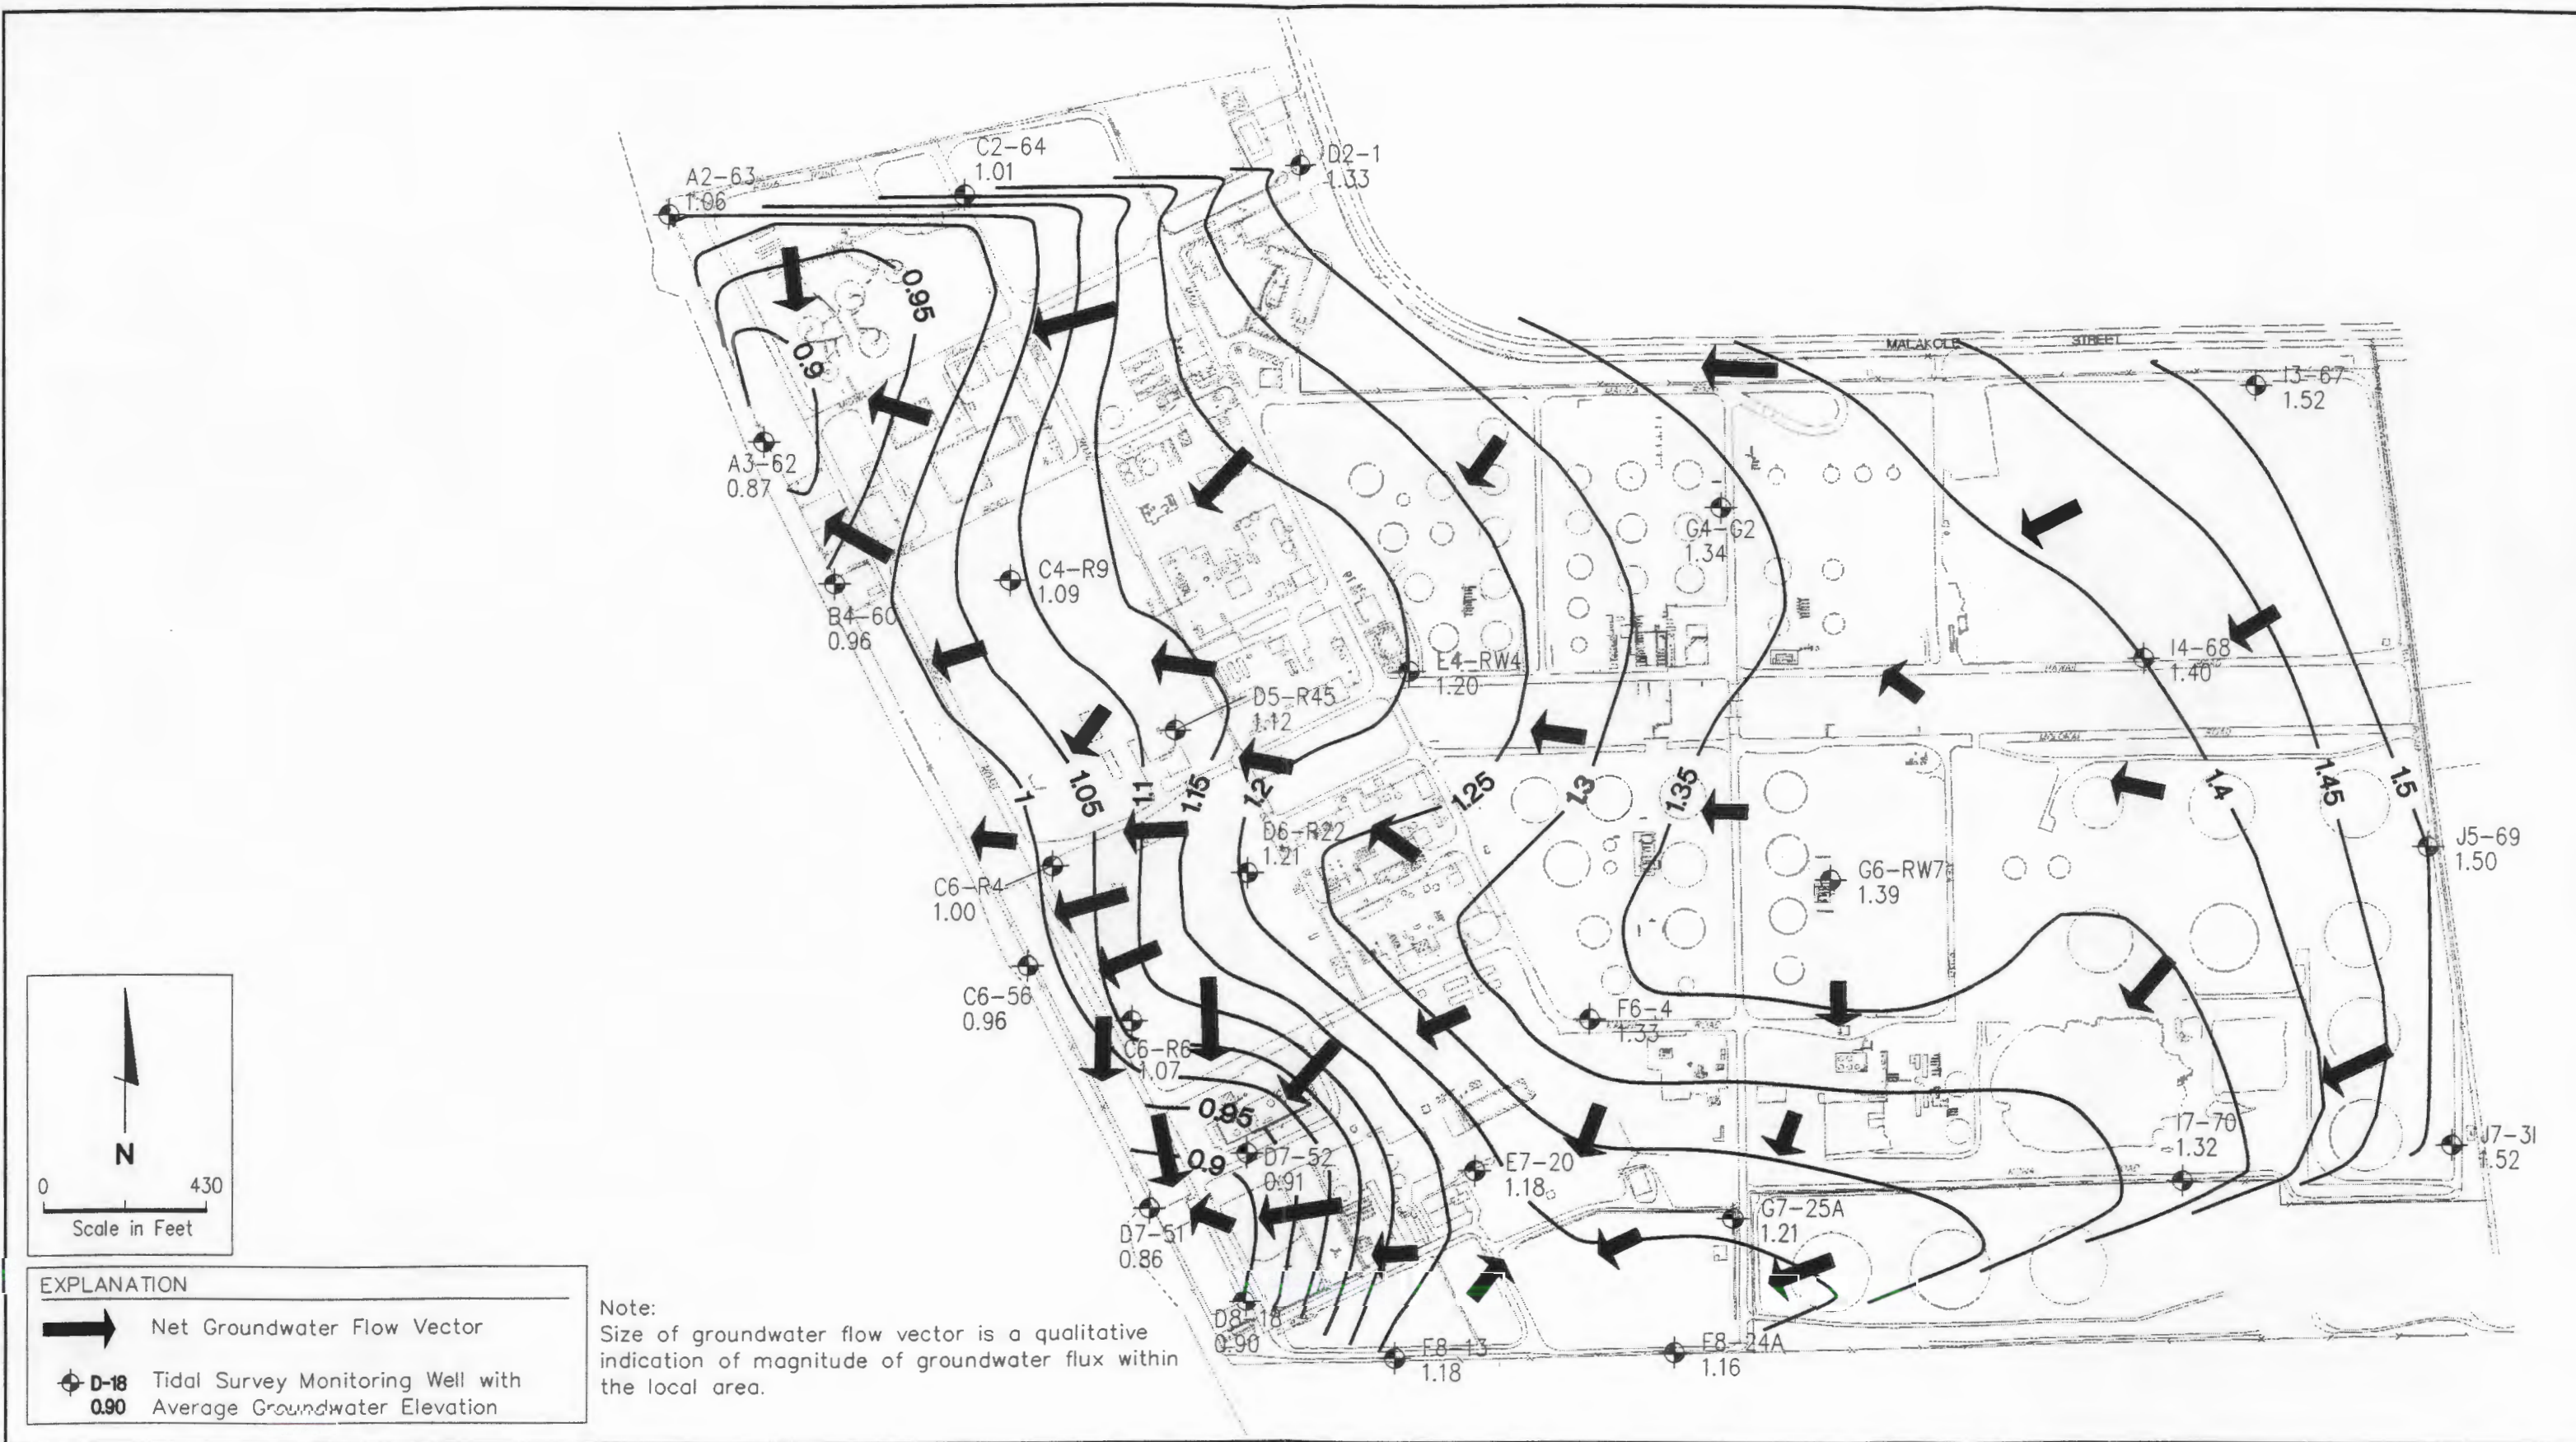 C2-64
1.01
D2-1
1.33
A2-63
1.06
MALAKOLE STREET
0.95
0.9
I3-67
1.52
A3-62
0.87
G4-G2
1.34
C4-R9
1.09
B4-60
0.96
I4-68
1.40
E4-RW4
1.20
D5-R45
1.12
1
1.05
1.1
1.15
1.2
1.25
1.3
1.35
1.4
1.45
1.5
D6-R22
1.21
J5-69
1.50
C6-R4
1.00
G6-RW7
1.39
C6-56
0.96
F6-4
1.33
C6-R6
1.07
0.95
0.9
D7-52
0.91
E7-20
1.18
I7-70
1.32
J7-31
1.52
G7-25A
1.21
D7-51
0.86
D8-18
0.90
E8-13
1.18
F8-24A
1.16
N
0 430
Scale in Feet
EXPLANATION
Net Groundwater Flow Vector
D-18 Tidal Survey Monitoring Well with
0.90 Average Groundwater Elevation
Note:
Size of groundwater flow vector is a qualitative
indication of magnitude of groundwater flux within
the local area.